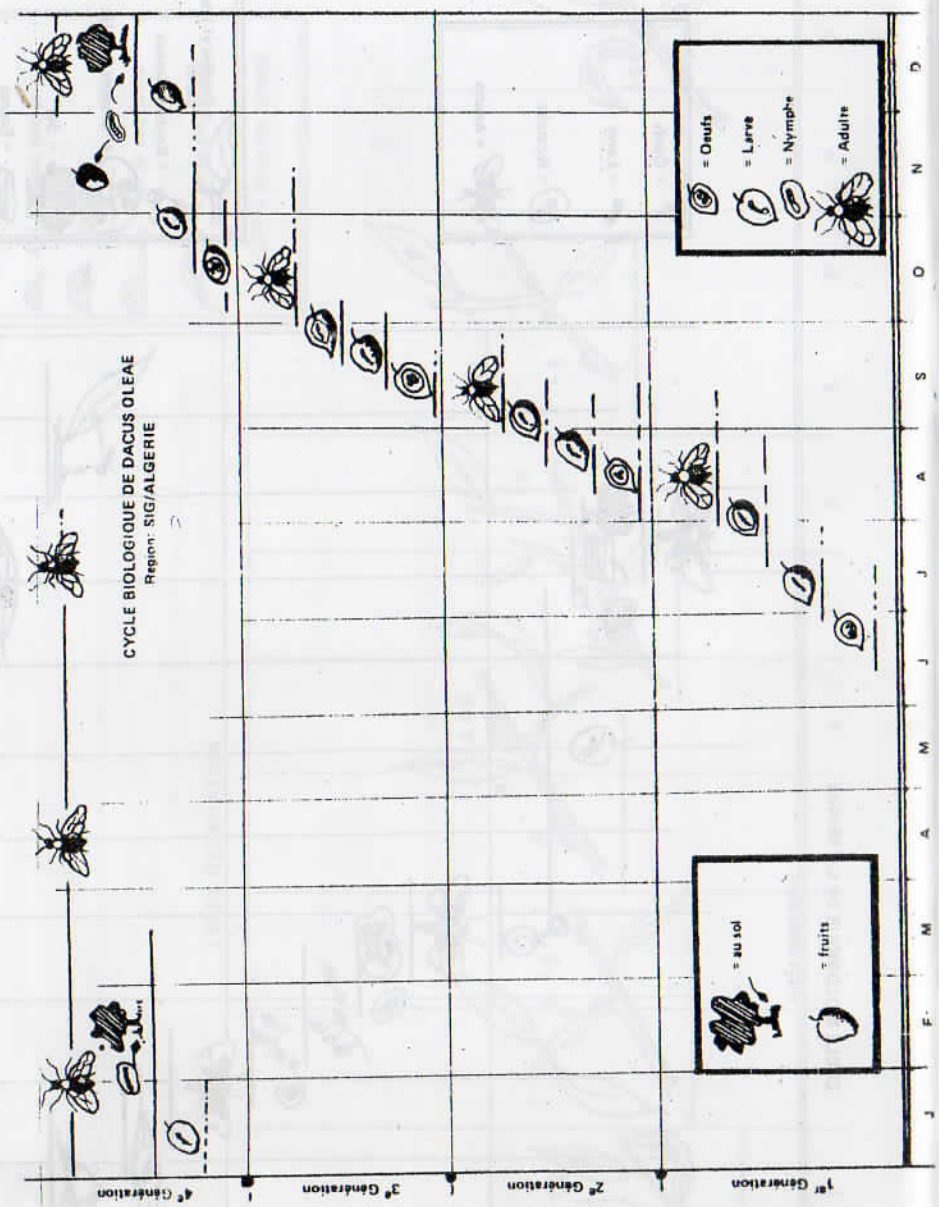 CYCLE BIOLOGIQUE DE DACUS OLEAE
Region: SIG/ALGERIE
4e Génération
3e Génération
2e Génération
1er Génération
= au sol
= fruits
= Oeufs
= Larve
= Nymphe
= Adulte
J F M A M J J A S O N D